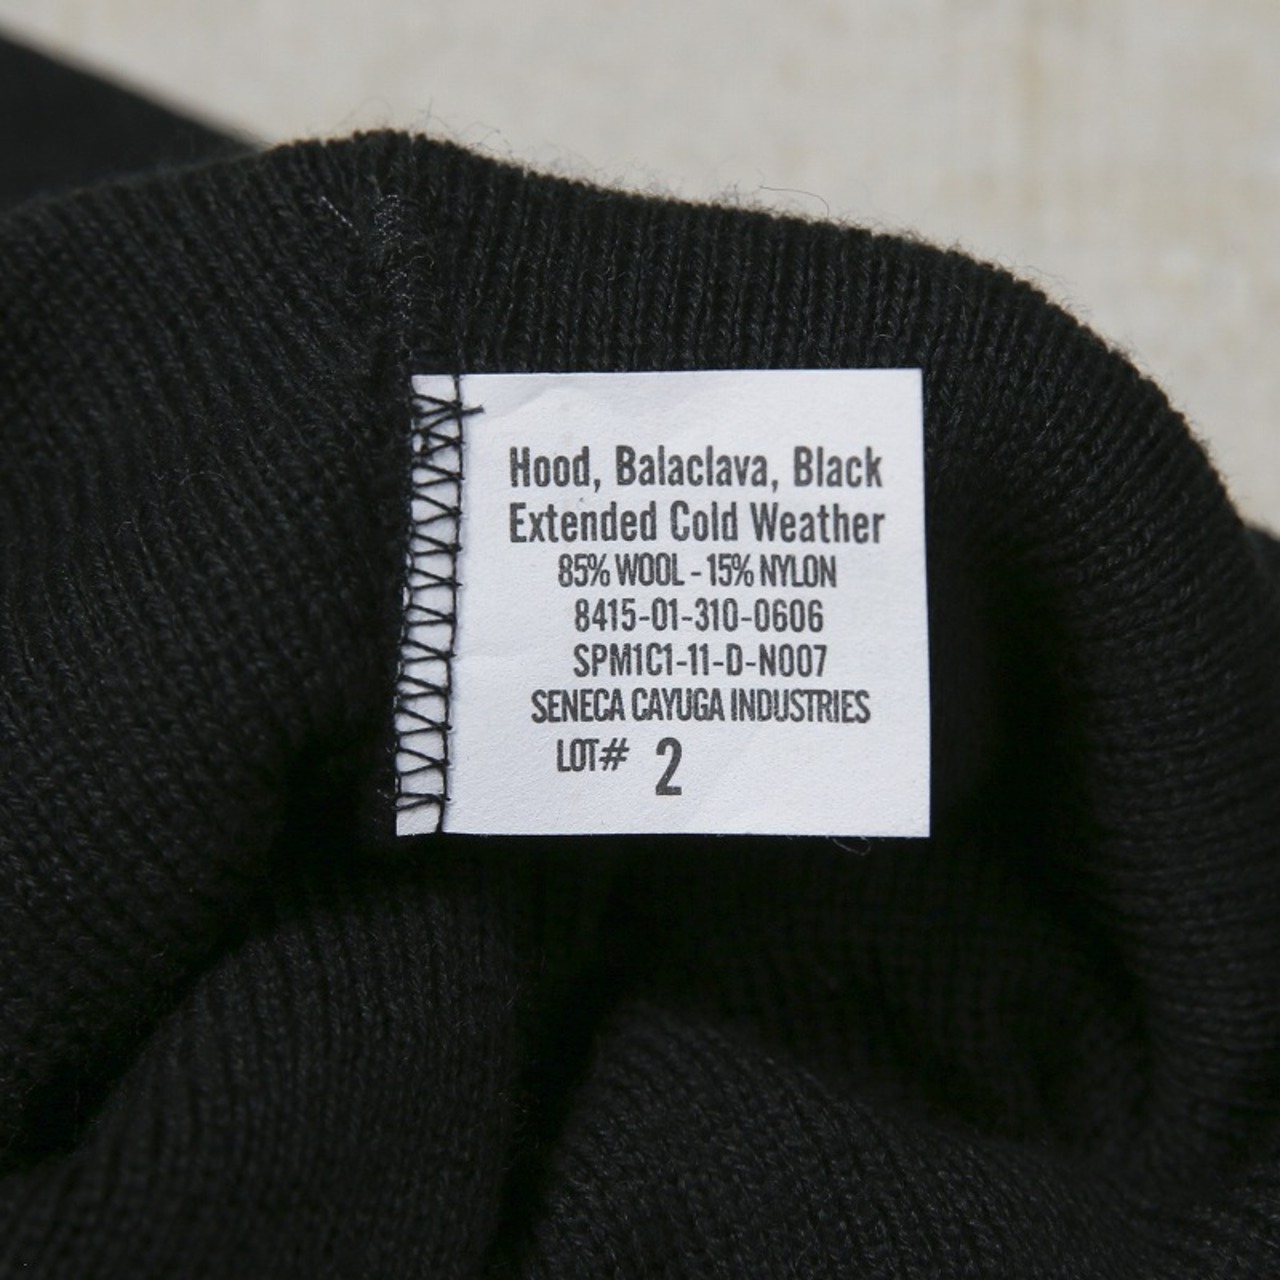 Hood, Balaclava, Black
Extended Cold Weather
85% WOOL - 15% NYLON
8415-01-310-0606
SPM1C1-11-D-N007
SENECA CAYUGA INDUSTRIES
LOT# 2